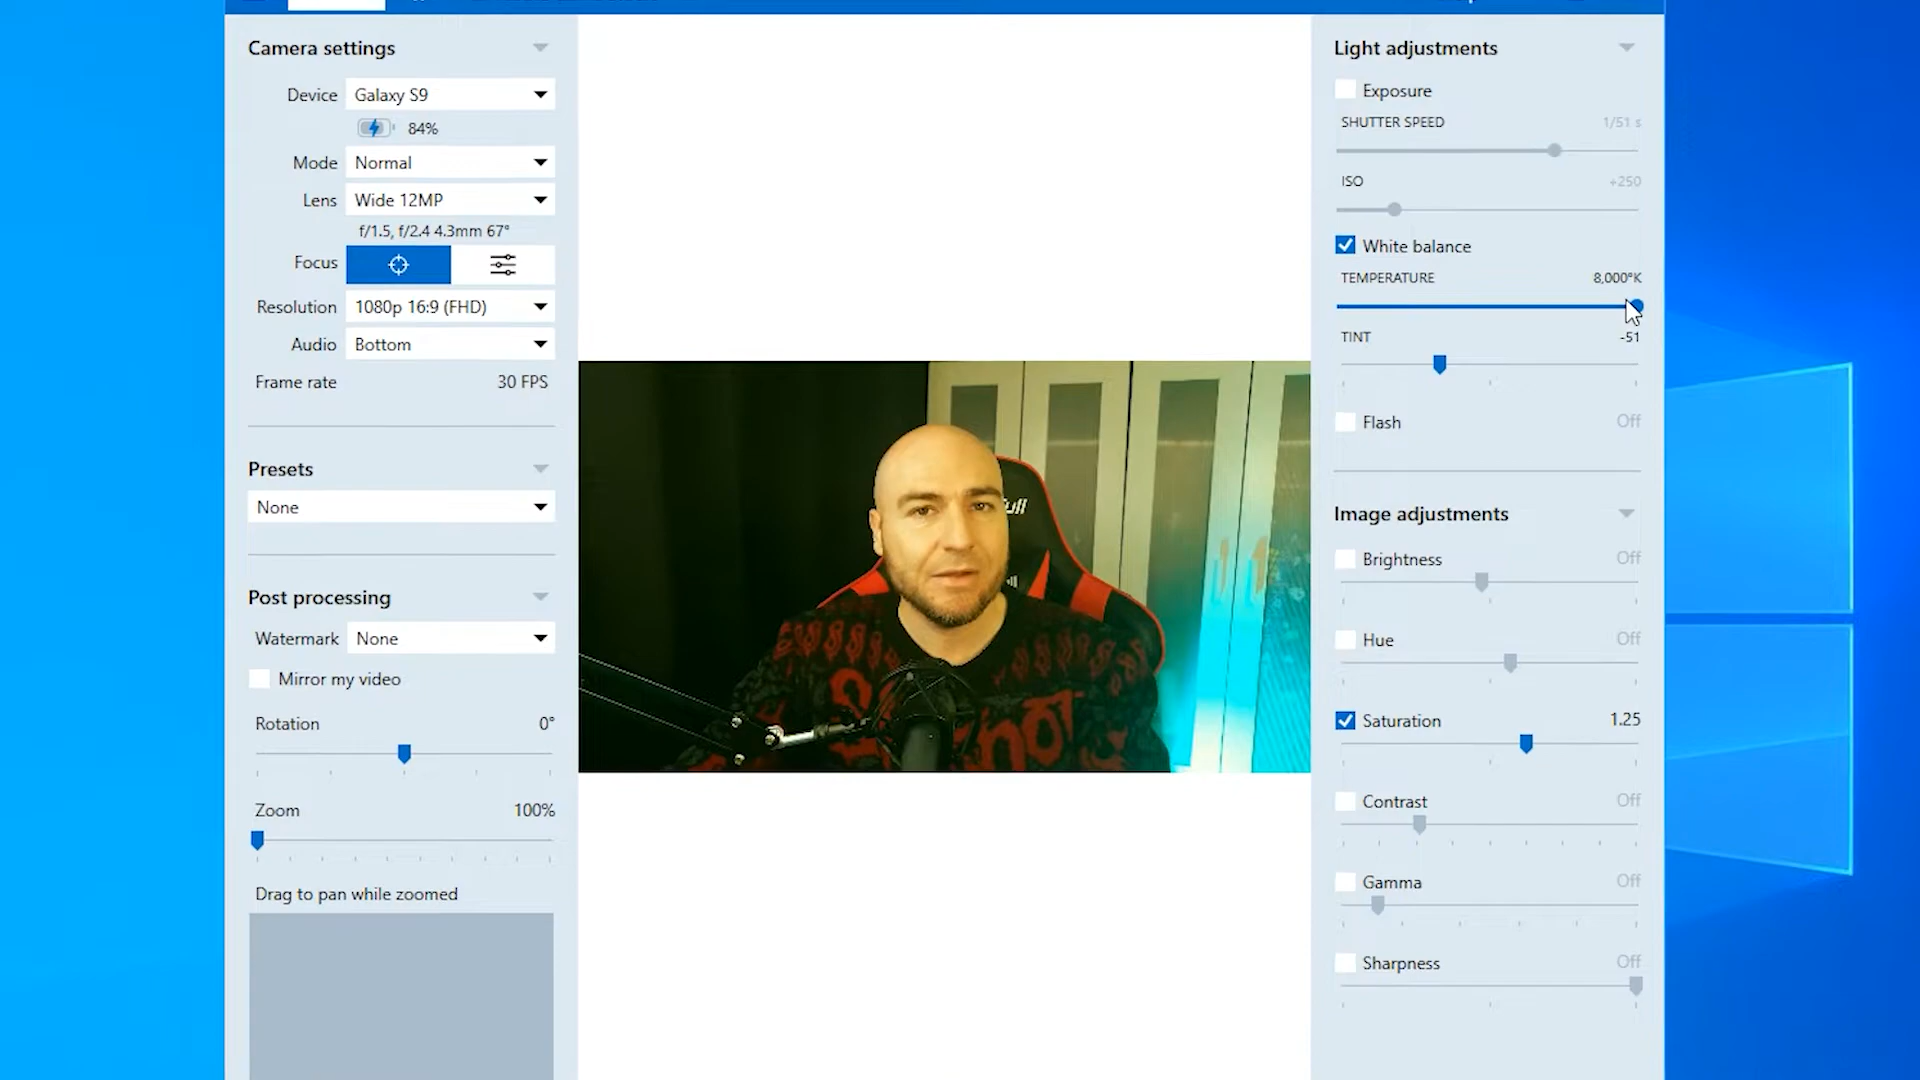 Camera settings
Device Galaxy S9
84%
Mode Normal
Lens Wide 12MP
f/1.5, f/2.4 4.3mm 67°
Focus
Resolution 1080p 16:9 (FHD)
Audio Bottom
Frame rate 30 FPS
Presets
None
Post processing
Watermark None
Mirror my video
Rotation 0°
Zoom 100%
Drag to pan while zoomed
Light adjustments
Exposure
SHUTTER SPEED 1/51 s
ISO +250
White balance
TEMPERATURE 8,000°K
TINT -51
Flash Off
Image adjustments
Brightness Off
Hue Off
Saturation 1.25
Contrast Off
Gamma Off
Sharpness Off